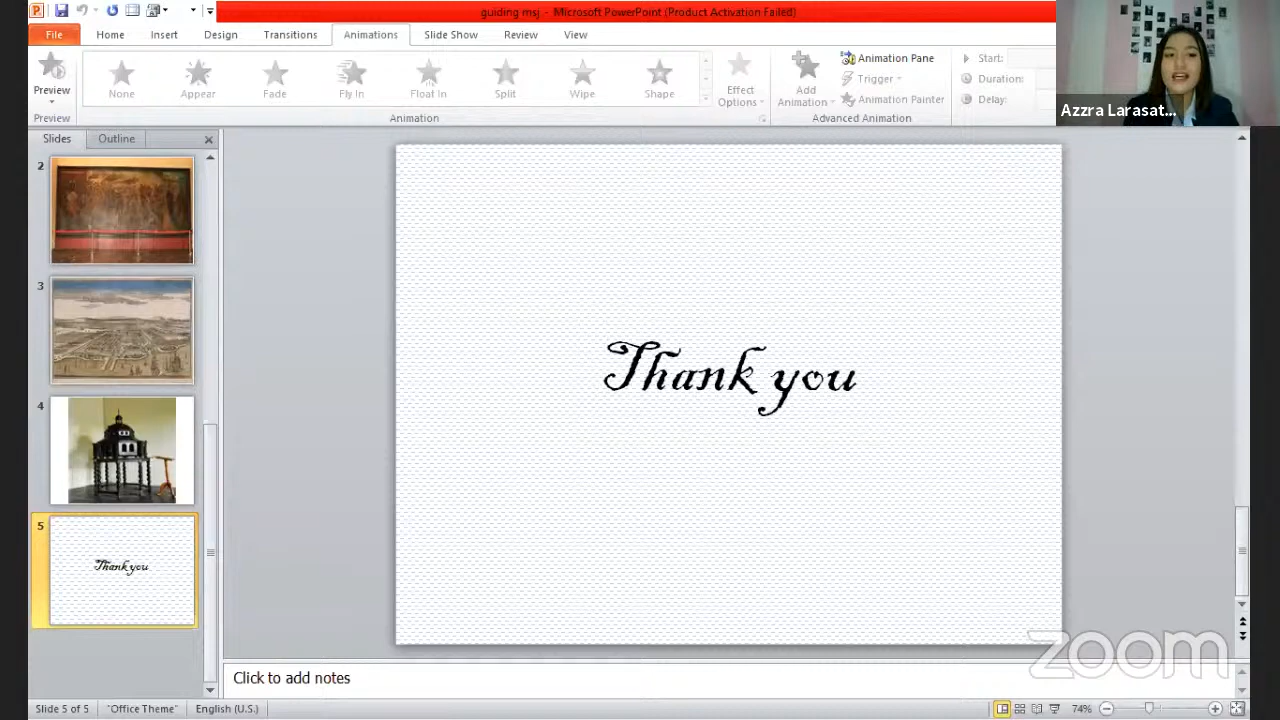 guiding msj - Microsoft PowerPoint (Product Activation Failed)
File Home Insert Design Transitions Animations Slide Show Review View
Preview None Appear Fade Fly In Float In Split Wipe Shape Effect Options Add Animation Animation Pane Trigger Animation Painter Start: Duration: Delay:
Preview Animation Advanced Animation
Azzra Larasat...
Slides Outline
2
3
4
5
Thank you
Thank you
zoom
Click to add notes
Slide 5 of 5 "Office Theme" English (U.S.) 74%